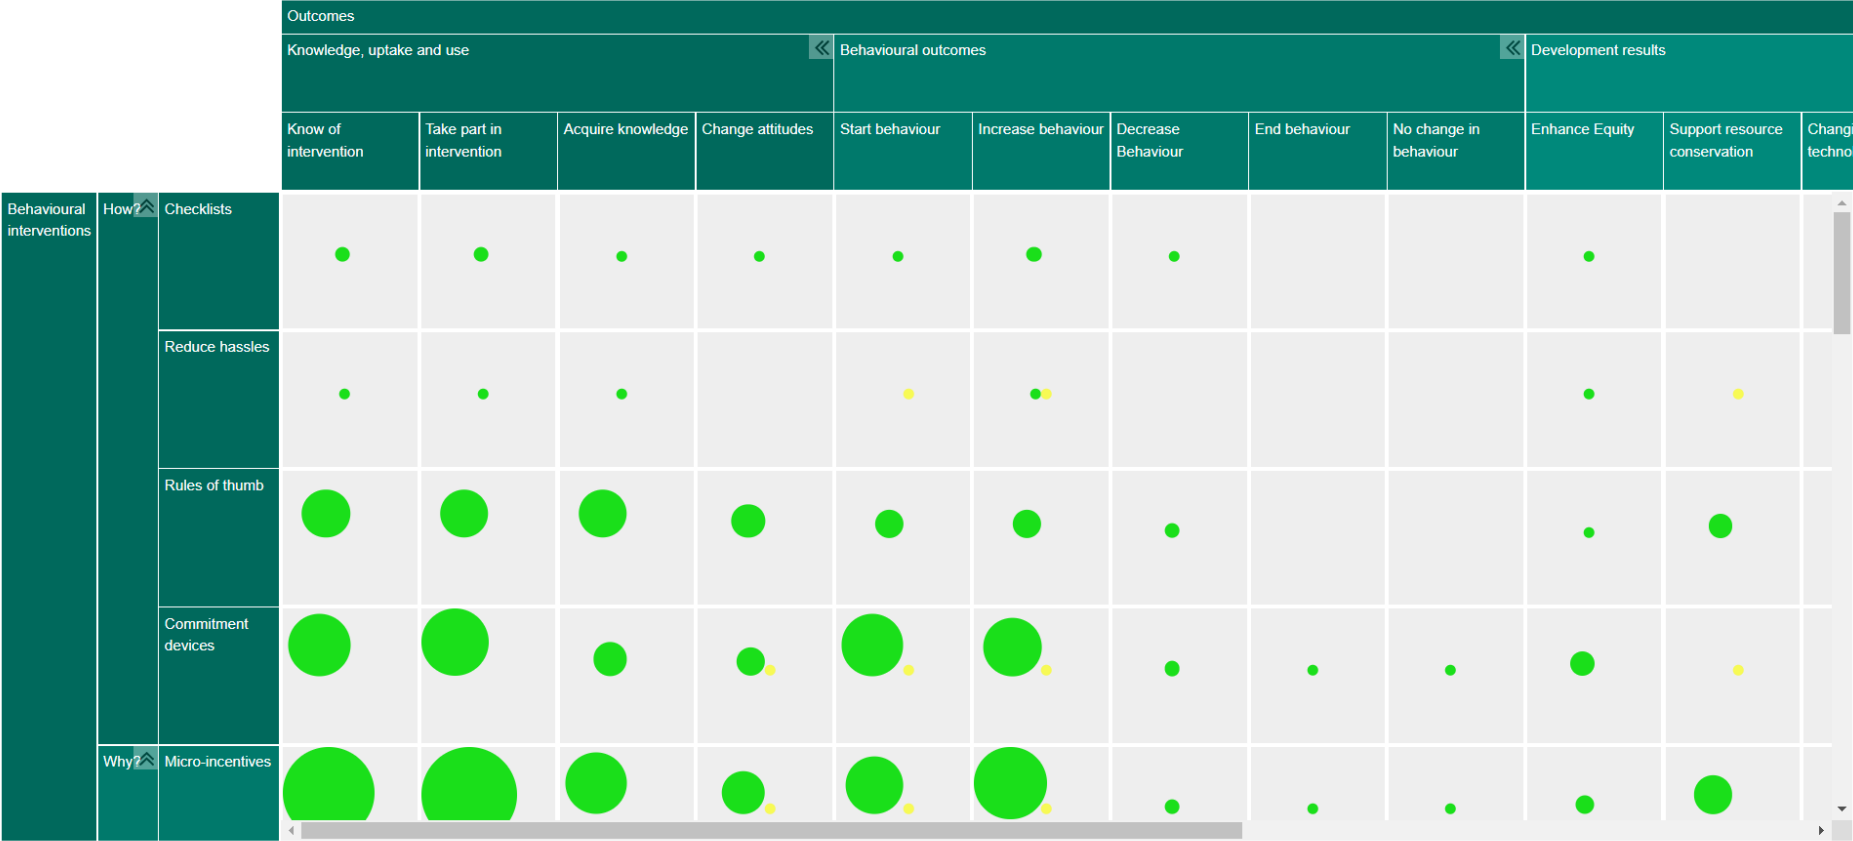 Outcomes
Knowledge, uptake and use
Behavioural outcomes
Development results
Know of
intervention
Take part in
intervention
Acquire knowledge
Change attitudes
Start behaviour
Increase behaviour
Decrease
Behaviour
End behaviour
No change in
behaviour
Enhance Equity
Support resource
conservation
Behavioural
interventions
How?
Checklists
Reduce hassles
Rules of thumb
Commitment
devices
Why?
Micro-incentives